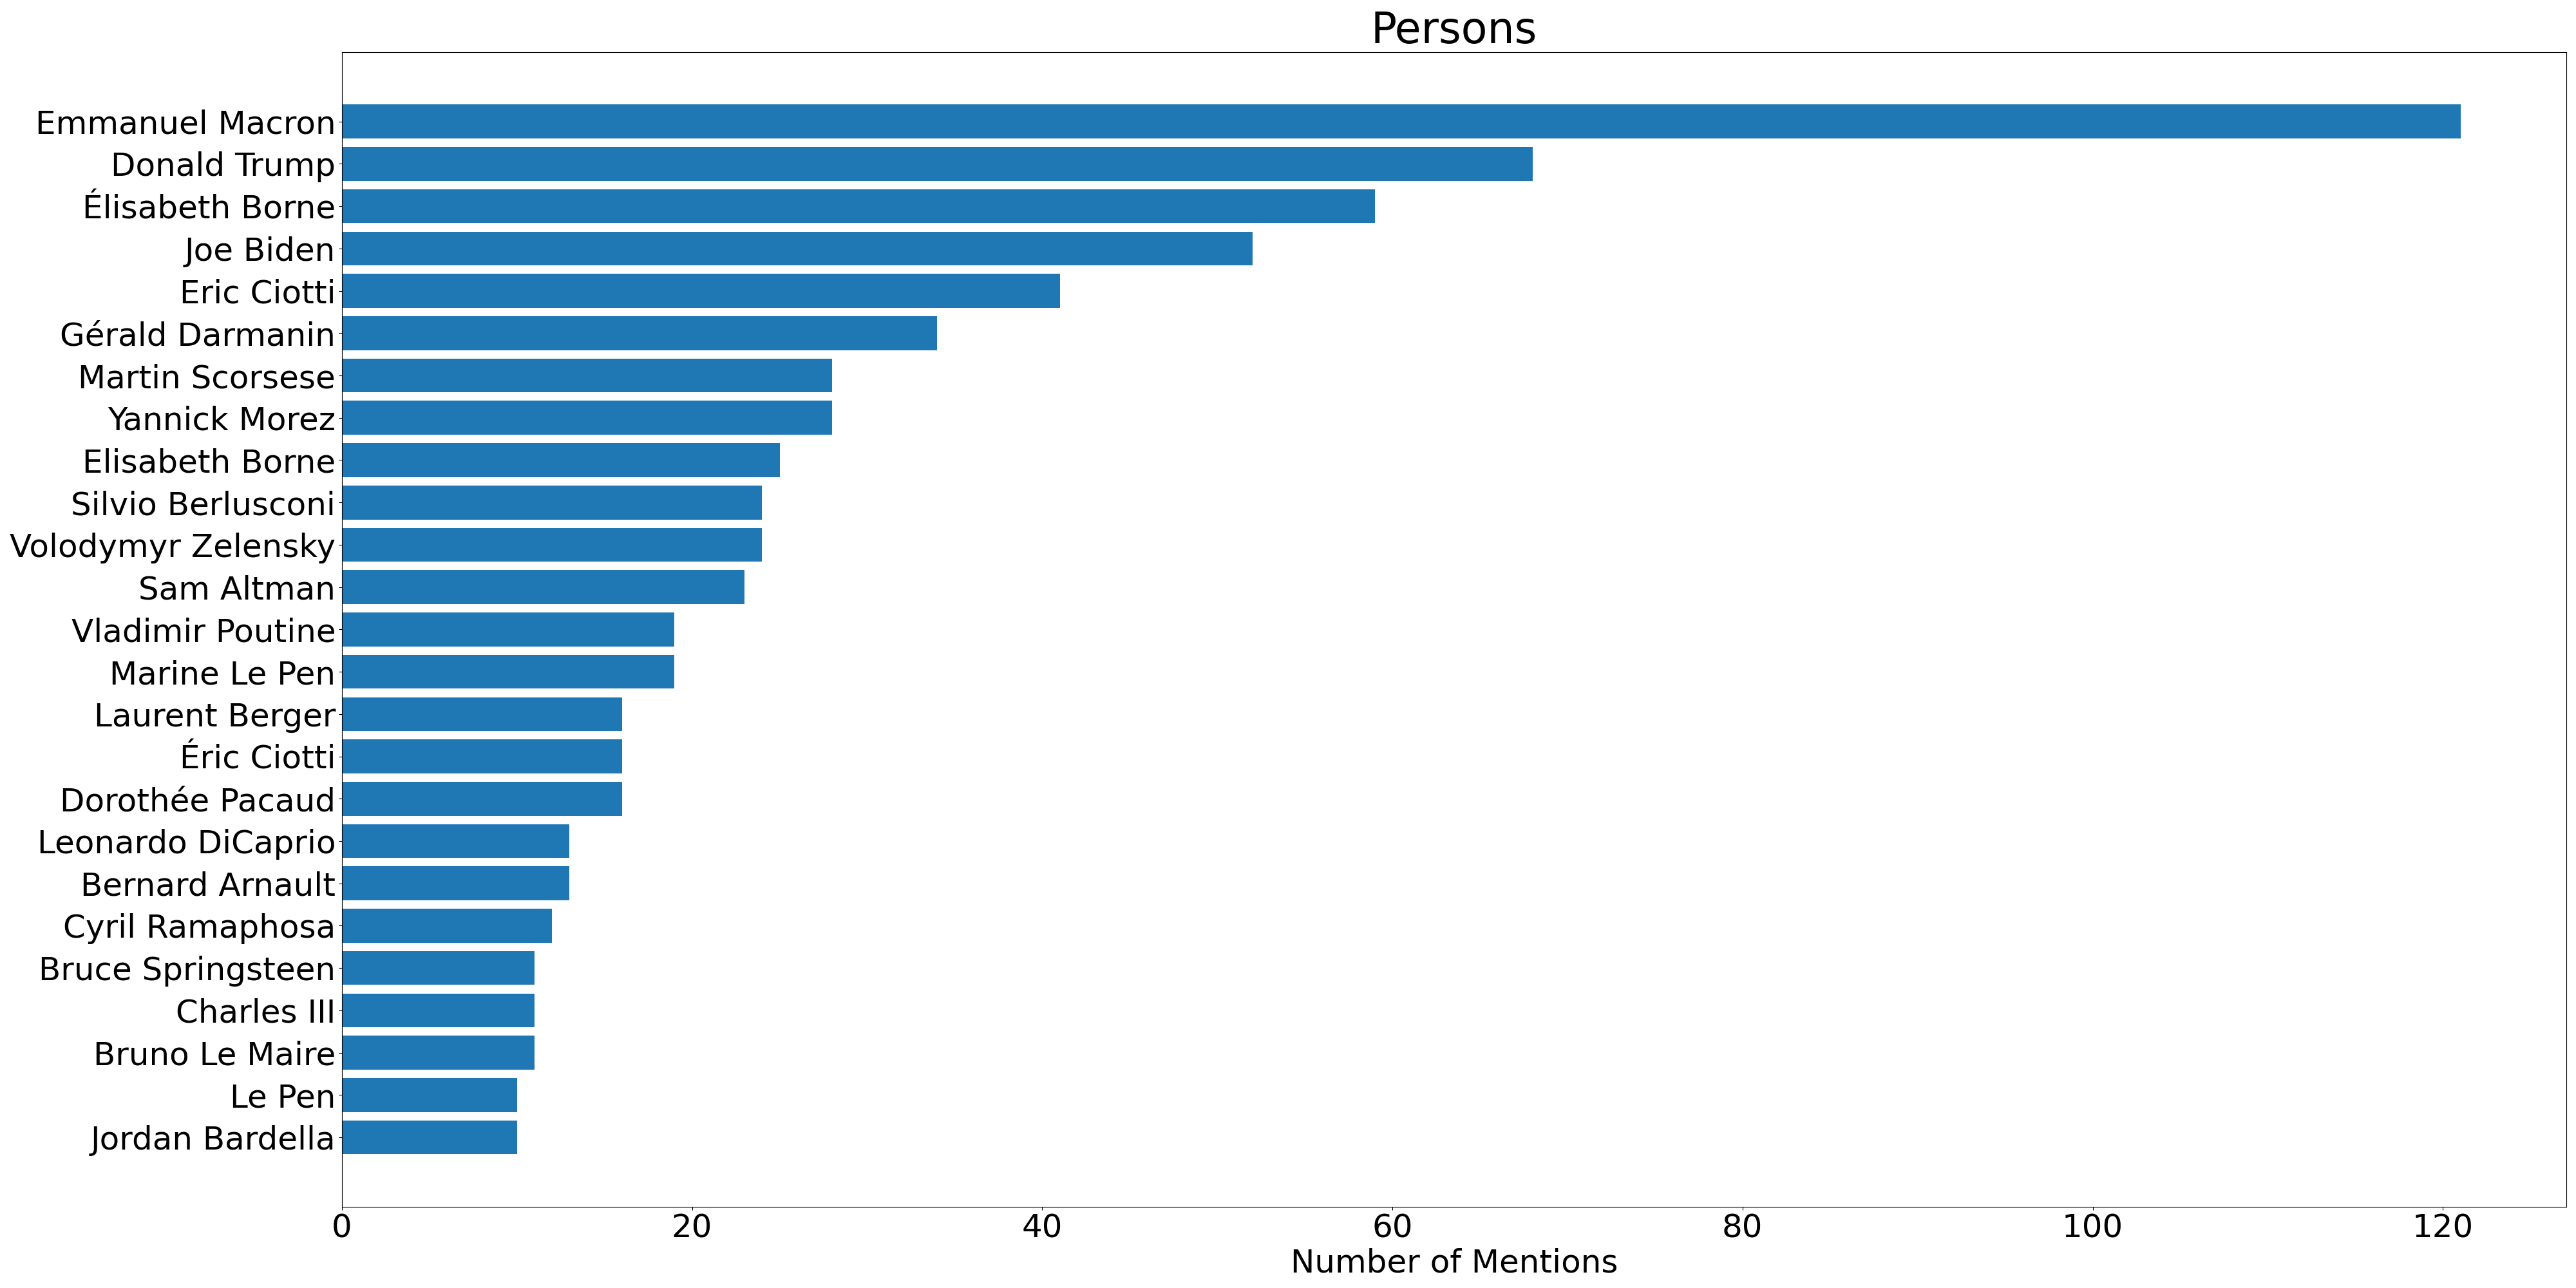 Persons
Emmanuel Macron
Donald Trump
Élisabeth Borne
Joe Biden
Eric Ciotti
Gérald Darmanin
Martin Scorsese
Yannick Morez
Elisabeth Borne
Silvio Berlusconi
Volodymyr Zelensky
Sam Altman
Vladimir Poutine
Marine Le Pen
Laurent Berger
Éric Ciotti
Dorothée Pacaud
Leonardo DiCaprio
Bernard Arnault
Cyril Ramaphosa
Bruce Springsteen
Charles III
Bruno Le Maire
Le Pen
Jordan Bardella
0 20 40 60 80 100 120
Number of Mentions